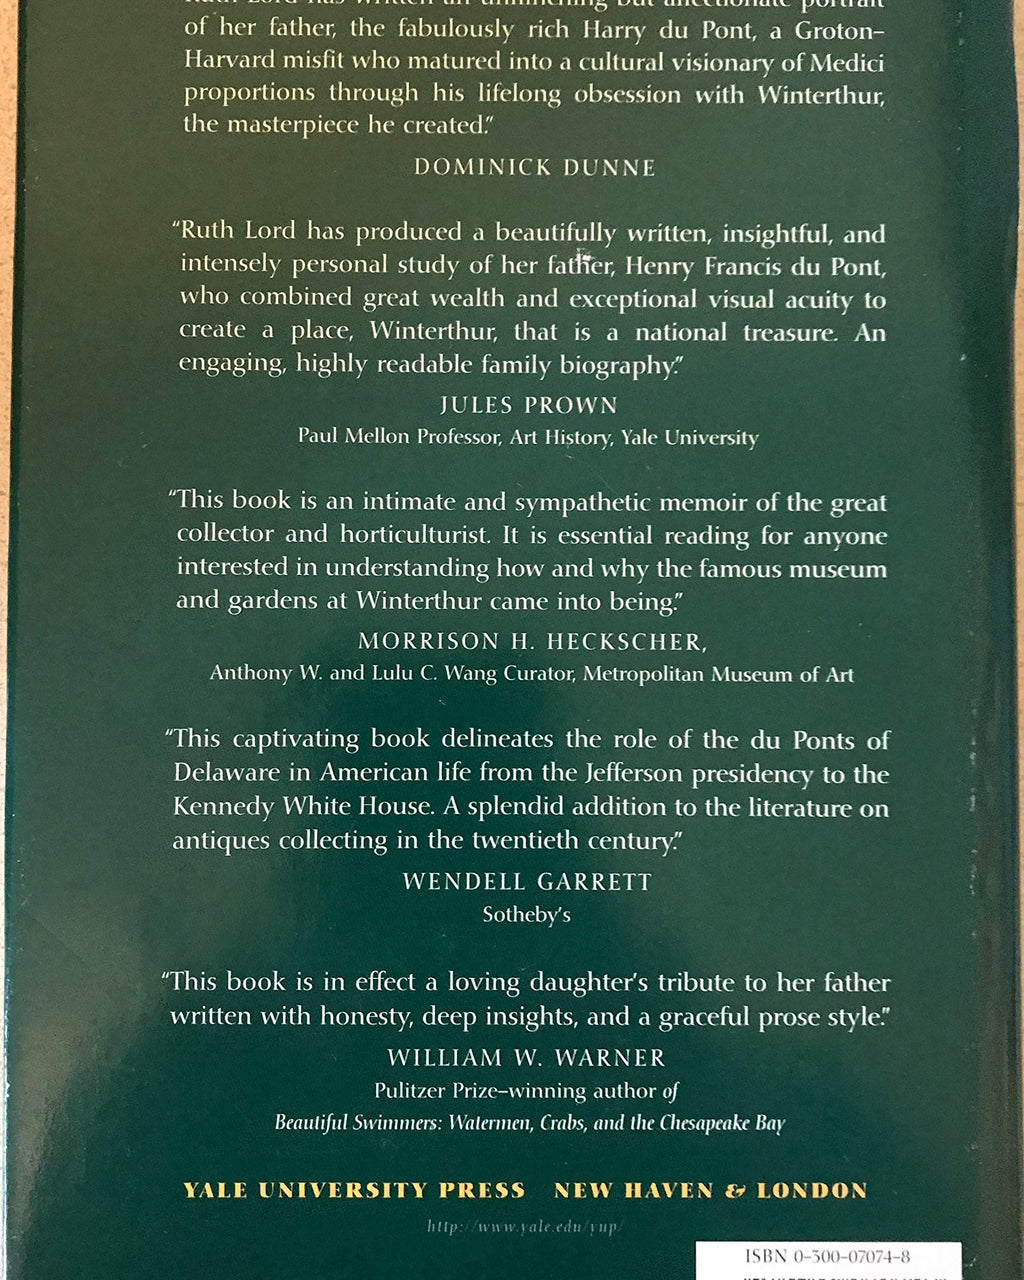 Ruth Lord has written an unflinching but affectionate portrait
of her father, the fabulously rich Harry du Pont, a Groton–
Harvard misfit who matured into a cultural visionary of Medici
proportions through his lifelong obsession with Winterthur,
the masterpiece he created.”
DOMINICK DUNNE
“Ruth Lord has produced a beautifully written, insightful, and
intensely personal study of her father, Henry Francis du Pont,
who combined great wealth and exceptional visual acuity to
create a place, Winterthur, that is a national treasure. An
engaging, highly readable family biography.”
JULES PROWN
Paul Mellon Professor, Art History, Yale University
“This book is an intimate and sympathetic memoir of the great
collector and horticulturist. It is essential reading for anyone
interested in understanding how and why the famous museum
and gardens at Winterthur came into being.”
MORRISON H. HECKSCHER,
Anthony W. and Lulu C. Wang Curator, Metropolitan Museum of Art
“This captivating book delineates the role of the du Ponts of
Delaware in American life from the Jefferson presidency to the
Kennedy White House. A splendid addition to the literature on
antiques collecting in the twentieth century.”
WENDELL GARRETT
Sotheby’s
“This book is in effect a loving daughter’s tribute to her father
written with honesty, deep insights, and a graceful prose style.”
WILLIAM W. WARNER
Pulitzer Prize–winning author of
Beautiful Swimmers: Watermen, Crabs, and the Chesapeake Bay
YALE UNIVERSITY PRESS NEW HAVEN & LONDON
http://www.yale.edu/yup/
ISBN 0-300-07074-8